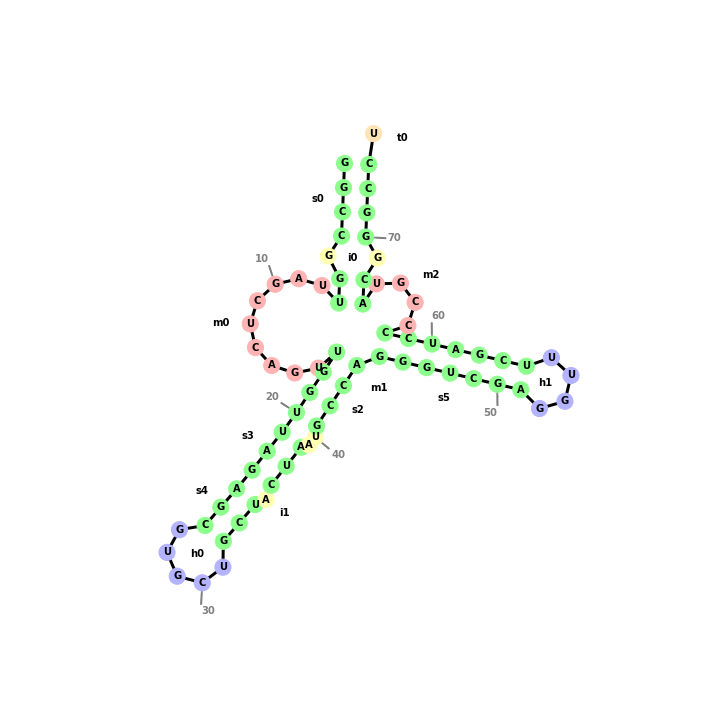 U t0
G C
G C
s0
C G
C G 70
G i0 G
10
G A U G C U G m2
C U A C
60
m0 U C
C C C U A G C U U
U
A G U G U A G G G U C G A h1 U
G C m1 s5 50 G G
20 U C s2
s3 U G
A A A U 40
G U
A C
s4 G U A i1
G C C
U h0 G
G C U
30